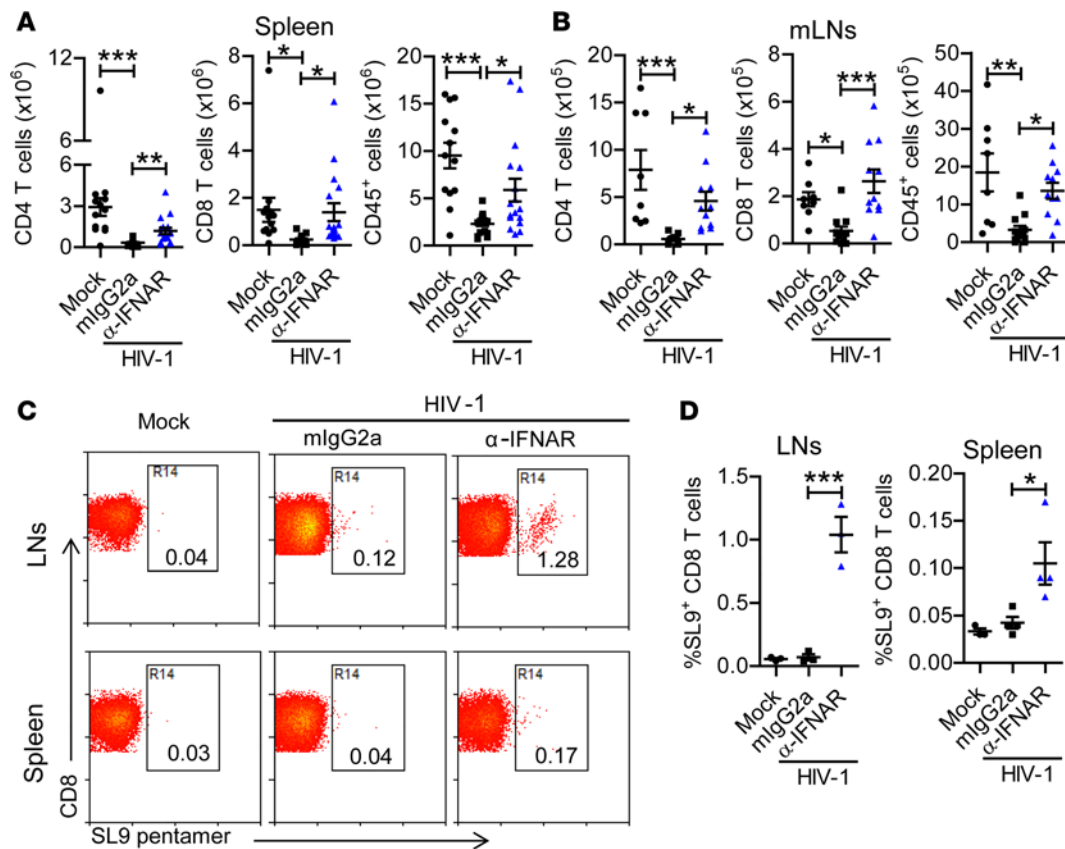 A
Spleen
CD4 T cells (x10⁶)
12
6
6
3
0
***
**
Mock
mIgG2a
α-IFNAR
HIV-1
CD8 T cells (x10⁶)
8
6
4
2
0
*
*
Mock
mIgG2a
α-IFNAR
HIV-1
CD45⁺ cells (x10⁶)
20
15
10
5
0
***
*
Mock
mIgG2a
α-IFNAR
HIV-1
B
mLNs
CD4 T cells (x10⁵)
20
15
10
5
0
***
*
Mock
mIgG2a
α-IFNAR
HIV-1
CD8 T cells (x10⁵)
8
6
4
2
0
*
***
Mock
mIgG2a
α-IFNAR
HIV-1
CD45⁺ cells (x10⁵)
50
40
30
20
10
0
**
*
Mock
mIgG2a
α-IFNAR
HIV-1
C
HIV-1
Mock
mIgG2a
α-IFNAR
LNs
R14
0.04
R14
0.12
R14
1.28
Spleen
R14
0.03
R14
0.04
R14
0.17
CD8
SL9 pentamer
D
LNs
%SL9⁺ CD8 T cells
1.5
1.0
0.5
0.0
***
Mock
mIgG2a
α-IFNAR
HIV-1
Spleen
%SL9⁺ CD8 T cells
0.20
0.15
0.10
0.05
0.00
*
Mock
mIgG2a
α-IFNAR
HIV-1